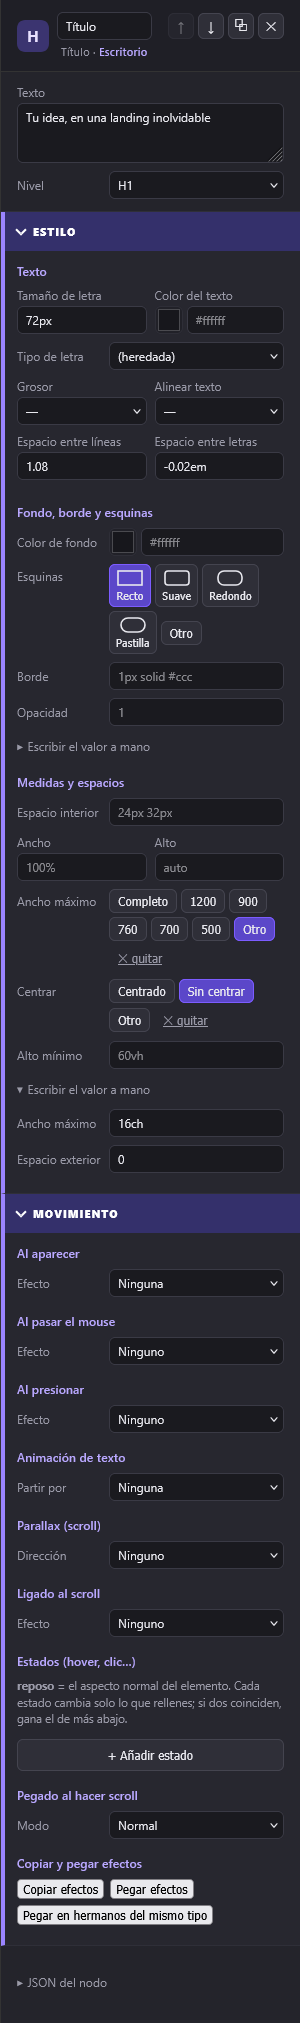 H
Título
↑
↓
Título · Escritorio
Texto
Tu idea, en una landing inolvidable
Nivel
H1
ESTILO
Texto
Tamaño de letra
Color del texto
72px
#ffffff
Tipo de letra
(heredada)
Grosor
Alinear texto
—
—
Espacio entre líneas
Espacio entre letras
1.08
-0.02em
Fondo, borde y esquinas
Color de fondo
#ffffff
Esquinas
Recto
Suave
Redondo
Pastilla
Otro
Borde
1px solid #ccc
Opacidad
1
▸ Escribir el valor a mano
Medidas y espacios
Espacio interior
24px 32px
Ancho
Alto
100%
auto
Ancho máximo
Completo
1200
900
760
700
500
Otro
✕ quitar
Centrar
Centrado
Sin centrar
Otro
✕ quitar
Alto mínimo
60vh
▾ Escribir el valor a mano
Ancho máximo
16ch
Espacio exterior
0
MOVIMIENTO
Al aparecer
Efecto
Ninguna
Al pasar el mouse
Efecto
Ninguno
Al presionar
Efecto
Ninguno
Animación de texto
Partir por
Ninguna
Parallax (scroll)
Dirección
Ninguno
Ligado al scroll
Efecto
Ninguno
Estados (hover, clic...)
reposo = el aspecto normal del elemento. Cada
estado cambia solo lo que rellenes; si dos coinciden,
gana el de más abajo.
+ Añadir estado
Pegado al hacer scroll
Modo
Normal
Copiar y pegar efectos
Copiar efectos
Pegar efectos
Pegar en hermanos del mismo tipo
▸ JSON del nodo